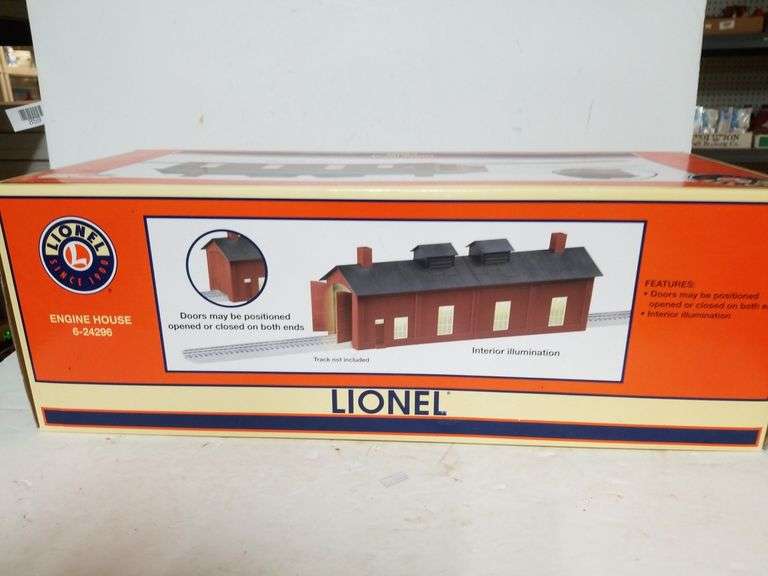 LIONEL
L
SINCE 1900
ENGINE HOUSE
6-24296
Doors may be positioned
opened or closed on both ends
Track not included
Interior illumination
FEATURES:
• Doors may be positioned
opened or closed on both
• Interior illumination
LIONEL